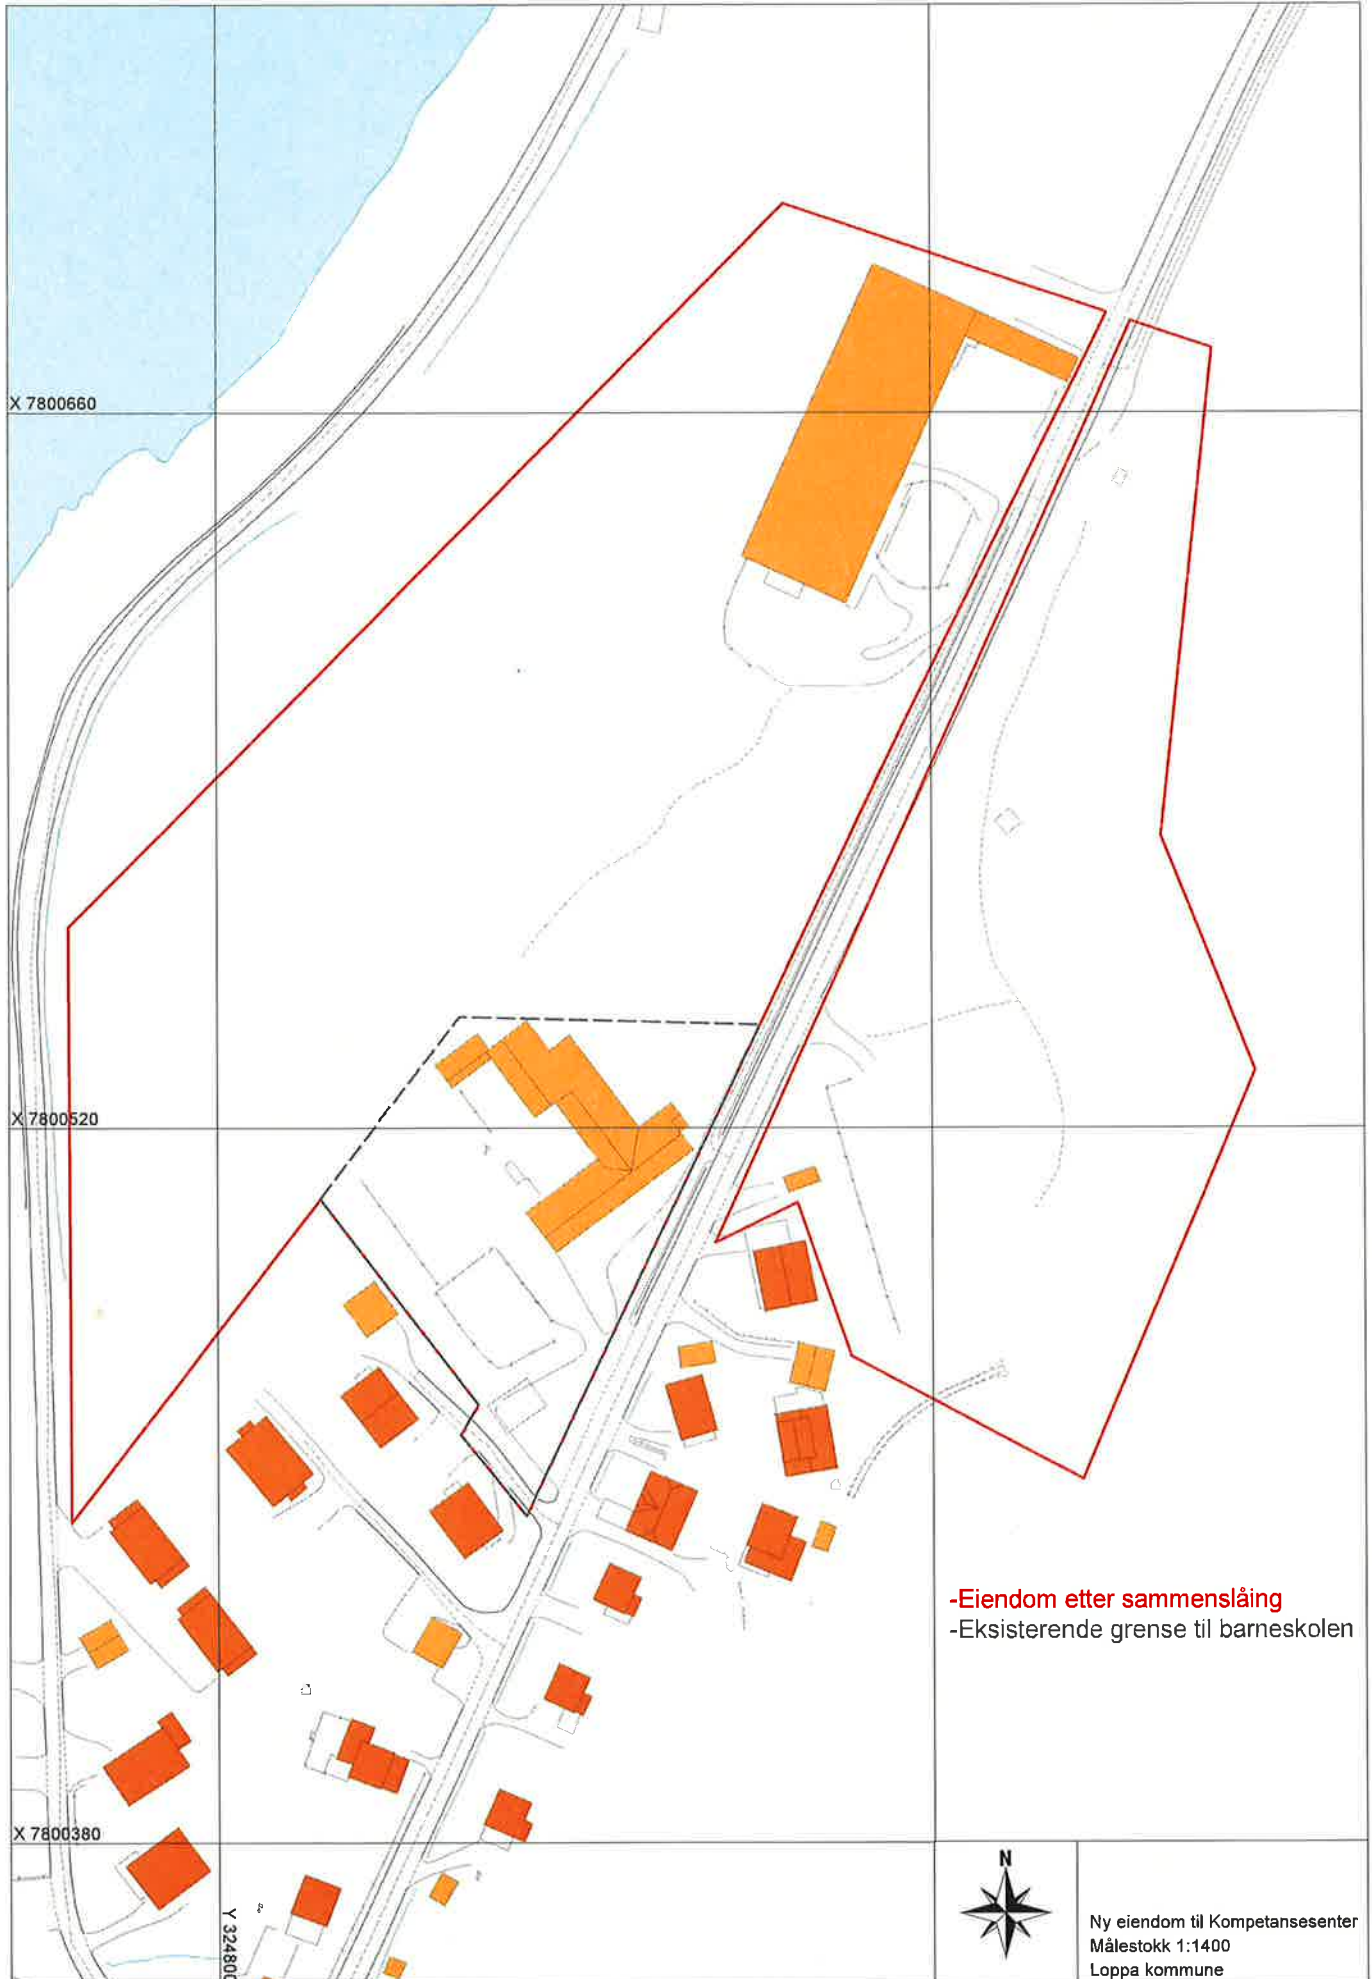 X 7800660
X 7800520
-Eiendom etter sammenslåing
-Eksisterende grense til barneskolen
X 7800380
Y 324800
N
Ny eiendom til Kompetansesenter
Målestokk 1:1400
Loppa kommune